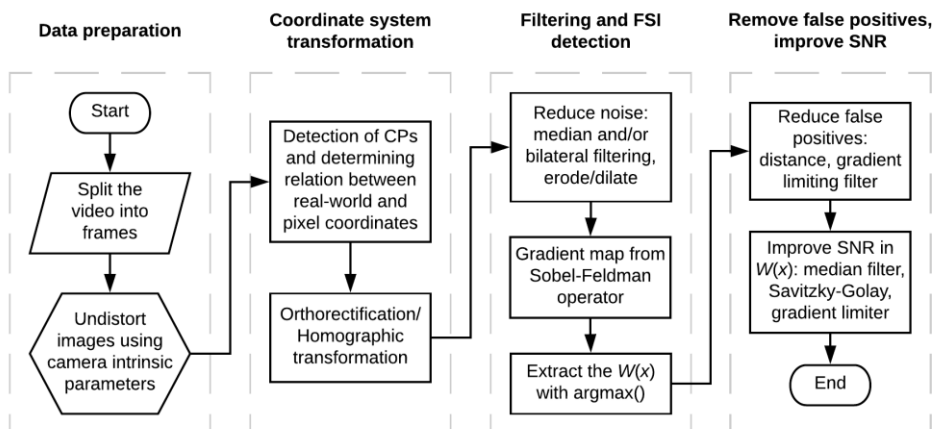 Data preparation
Start
Split the
video into
frames
Undistort
images using
camera intrinsic
parameters
Coordinate system
transformation
Detection of CPs
and determining
relation between
real-world and
pixel coordinates
Orthorectification/
Homographic
transformation
Filtering and FSI
detection
Reduce noise:
median and/or
bilateral filtering,
erode/dilate
Gradient map from
Sobel-Feldman
operator
Extract the W(x)
with argmax()
Remove false positives,
improve SNR
Reduce false
positives:
distance, gradient
limiting filter
Improve SNR in
W(x): median filter,
Savitzky-Golay,
gradient limiter
End